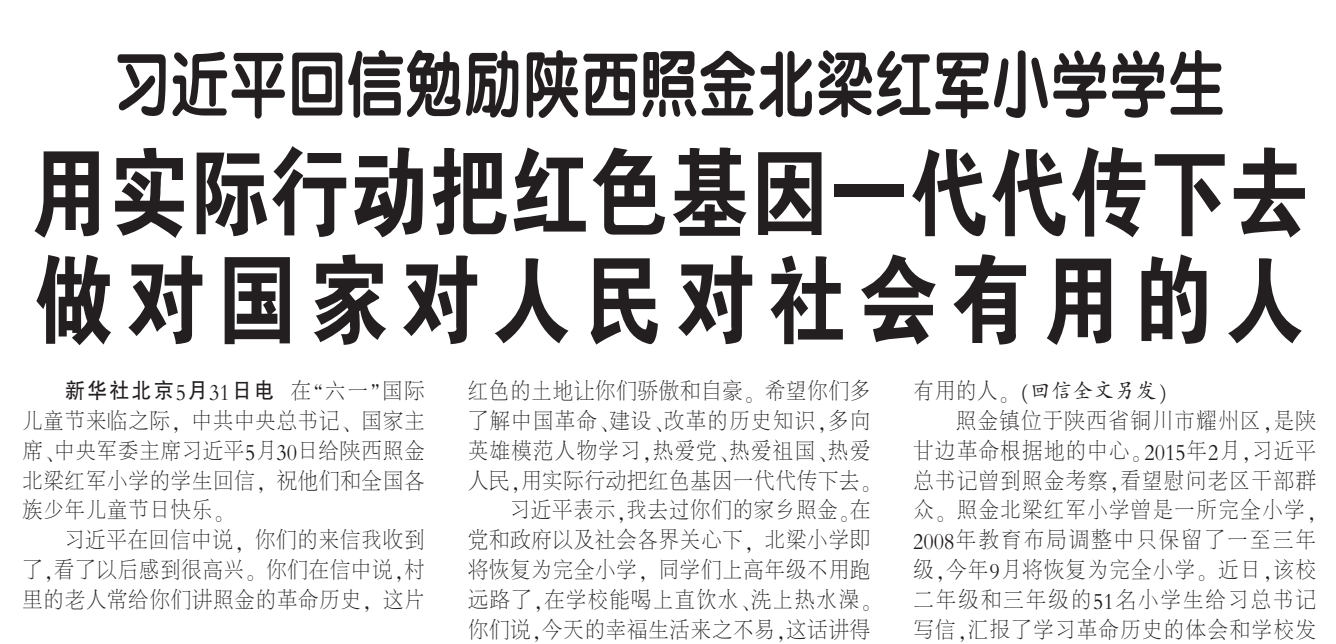 习近平回信勉励陕西照金北梁红军小学学生
用实际行动把红色基因一代代传下去
做对国家对人民对社会有用的人
新华社北京5月31日电 在“六一”国际
儿童节来临之际，中共中央总书记、国家主
席、中央军委主席习近平5月30日给陕西照金
北梁红军小学的学生回信，祝他们和全国各
族少年儿童节日快乐。
习近平在回信中说，你们的来信我收到
了，看了以后感到很高兴。你们在信中说，村
里的老人常给你们讲照金的革命历史，这片
红色的土地让你们骄傲和自豪。希望你们多
了解中国革命、建设、改革的历史知识，多向
英雄模范人物学习，热爱党、热爱祖国、热爱
人民，用实际行动把红色基因一代代传下去。
习近平表示，我去过你们的家乡照金。在
党和政府以及社会各界关心下，北梁小学即
将恢复为完全小学，同学们上高年级不用跑
远路了，在学校能喝上直饮水、洗上热水澡。
你们说，今天的幸福生活来之不易，这话讲得
有用的人。（回信全文另发）
照金镇位于陕西省铜川市耀州区，是陕
甘边革命根据地的中心。2015年2月，习近平
总书记曾到照金考察，看望慰问老区干部群
众。照金北梁红军小学曾是一所完全小学，
2008年教育布局调整中只保留了一至三年
级，今年9月将恢复为完全小学。近日，该校
二年级和三年级的51名小学生给习总书记
写信，汇报了学习革命历史的体会和学校发